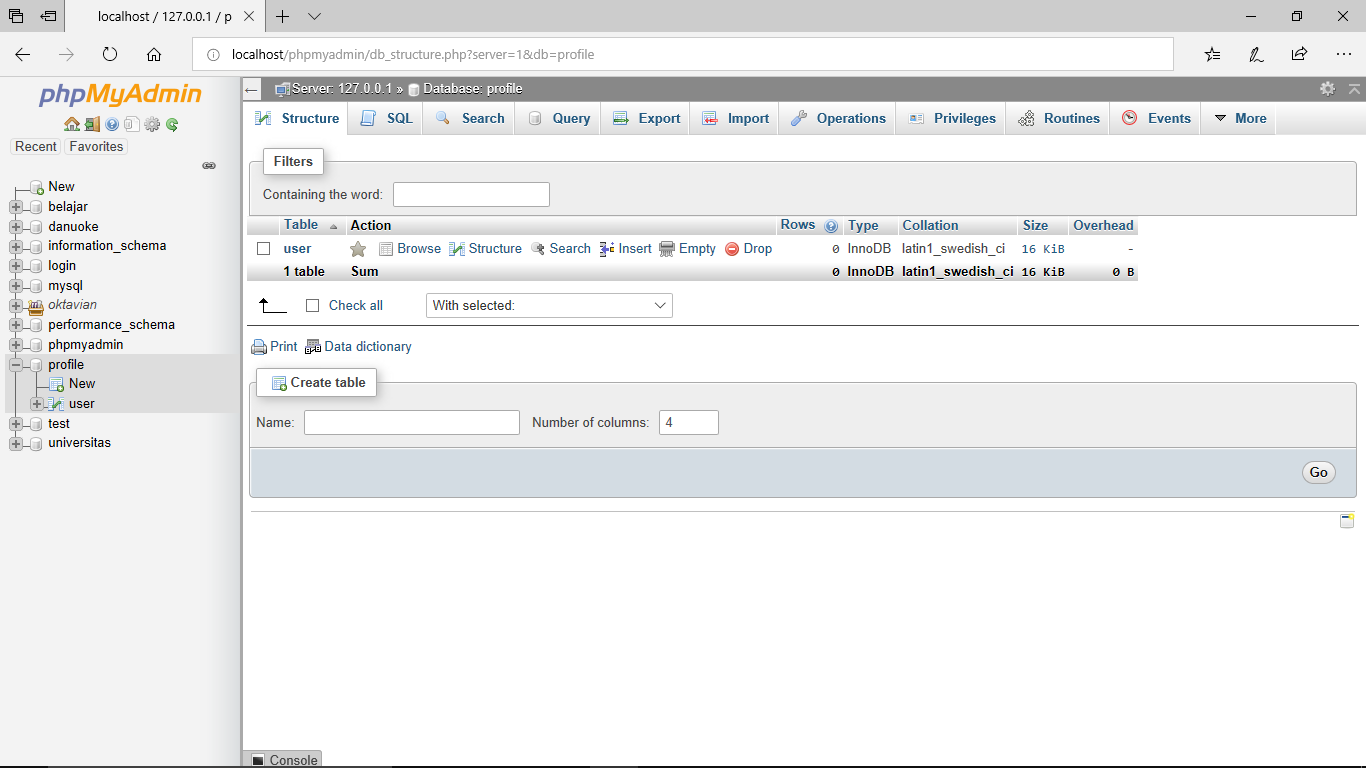 localhost / 127.0.0.1 / p
localhost/phpmyadmin/db_structure.php?server=1&db=profile
phpMyAdmin
Recent Favorites
New
belajar
danuoke
information_schema
login
mysql
oktavian
performance_schema
phpmyadmin
profile
New
user
test
universitas
Server: 127.0.0.1 » Database: profile
Structure SQL Search Query Export Import Operations Privileges Routines Events More
Filters
Containing the word:
Table Action Rows Type Collation Size Overhead
user Browse Structure Search Insert Empty Drop 0 InnoDB latin1_swedish_ci 16 KiB -
1 table Sum 0 InnoDB latin1_swedish_ci 16 KiB 0 B
Check all With selected:
Print Data dictionary
Create table
Name: Number of columns: 4
Go
Console